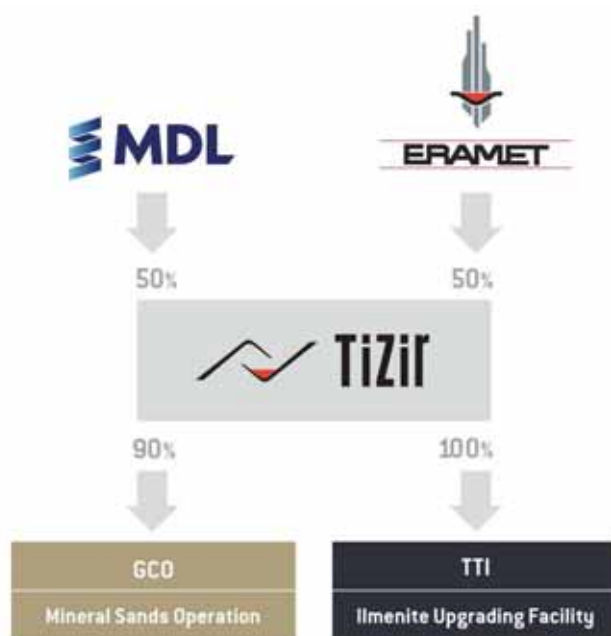 MDL
ERAMET
50% 50%
TiZir
90% 100%
GCO
Mineral Sands Operation
TTI
Ilmenite Upgrading Facility